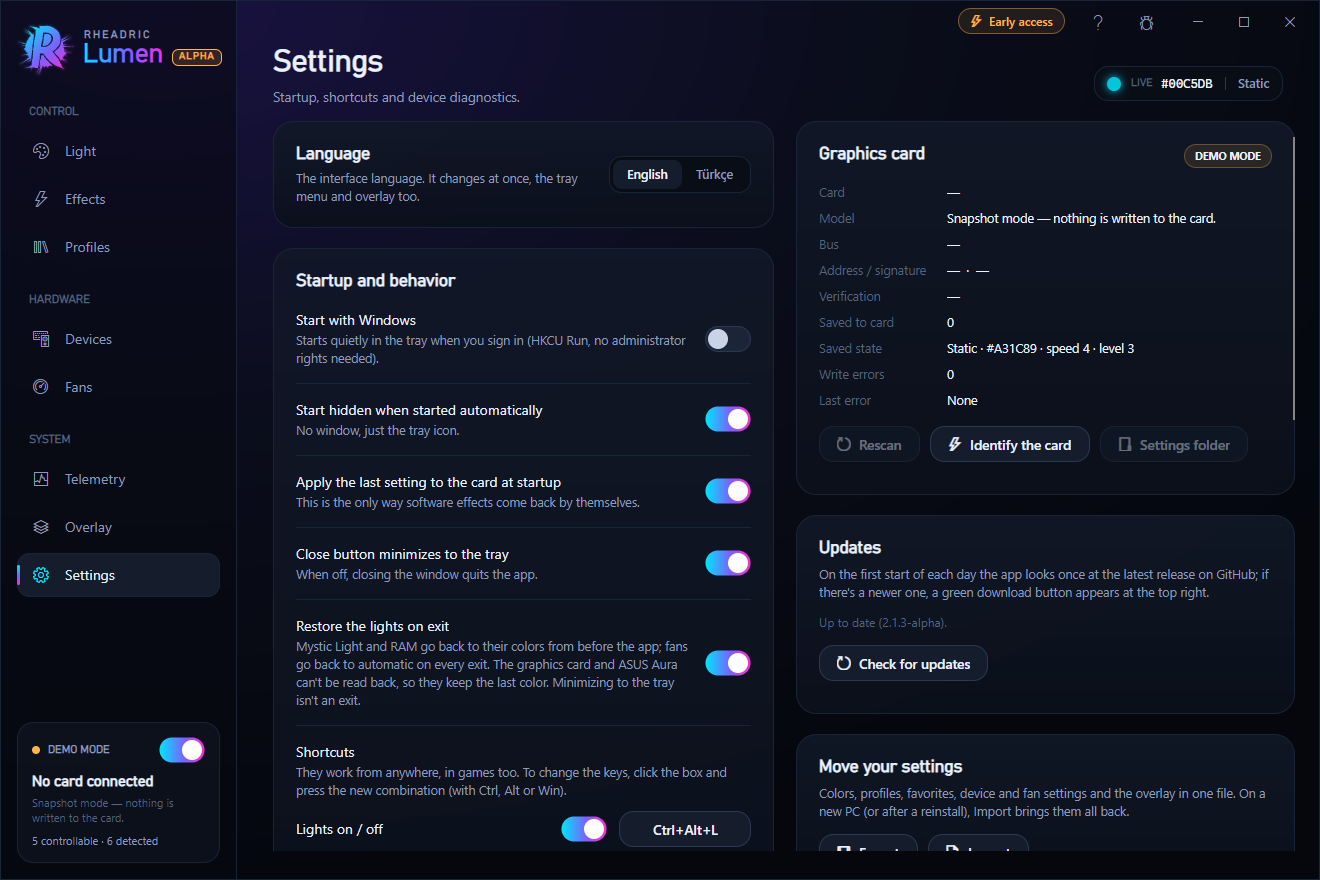 RHEADRIC
Lumen ALPHA
CONTROL
Light
Effects
Profiles
HARDWARE
Devices
Fans
SYSTEM
Telemetry
Overlay
Settings
DEMO MODE
No card connected
Snapshot mode — nothing is
written to the card.
5 controllable · 6 detected
Early access
Settings
Startup, shortcuts and device diagnostics.
LIVE #00C5DB Static
Language
The interface language. It changes at once, the tray
menu and overlay too.
English Türkçe
Startup and behavior
Start with Windows
Starts quietly in the tray when you sign in (HKCU Run, no administrator
rights needed).
Start hidden when started automatically
No window, just the tray icon.
Apply the last setting to the card at startup
This is the only way software effects come back by themselves.
Close button minimizes to the tray
When off, closing the window quits the app.
Restore the lights on exit
Mystic Light and RAM go back to their colors from before the app; fans
go back to automatic on every exit. The graphics card and ASUS Aura
can't be read back, so they keep the last color. Minimizing to the tray
isn't an exit.
Shortcuts
They work from anywhere, in games too. To change the keys, click the box and
press the new combination (with Ctrl, Alt or Win).
Lights on / off Ctrl+Alt+L
Graphics card DEMO MODE
Card —
Model Snapshot mode — nothing is written to the card.
Bus —
Address / signature — · —
Verification —
Saved to card 0
Saved state Static · #A31C89 · speed 4 · level 3
Write errors 0
Last error None
Rescan Identify the card Settings folder
Updates
On the first start of each day the app looks once at the latest release on GitHub; if
there's a newer one, a green download button appears at the top right.
Up to date (2.1.3-alpha).
Check for updates
Move your settings
Colors, profiles, favorites, device and fan settings and the overlay in one file. On a
new PC (or after a reinstall), Import brings them all back.